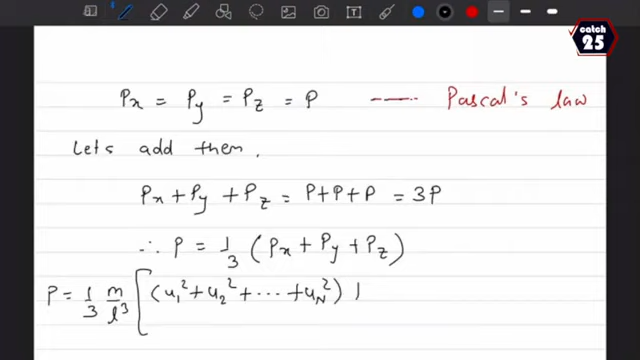 catch
25
Px = Py = Pz = P ---- Pascal's law
Lets add them.
Px + Py + Pz = P+P+P = 3P
∴ P = 1/3 (Px + Py + Pz)
P = 1/3 m/l³ [ (u₁² + u₂² + ··· + u_N²)